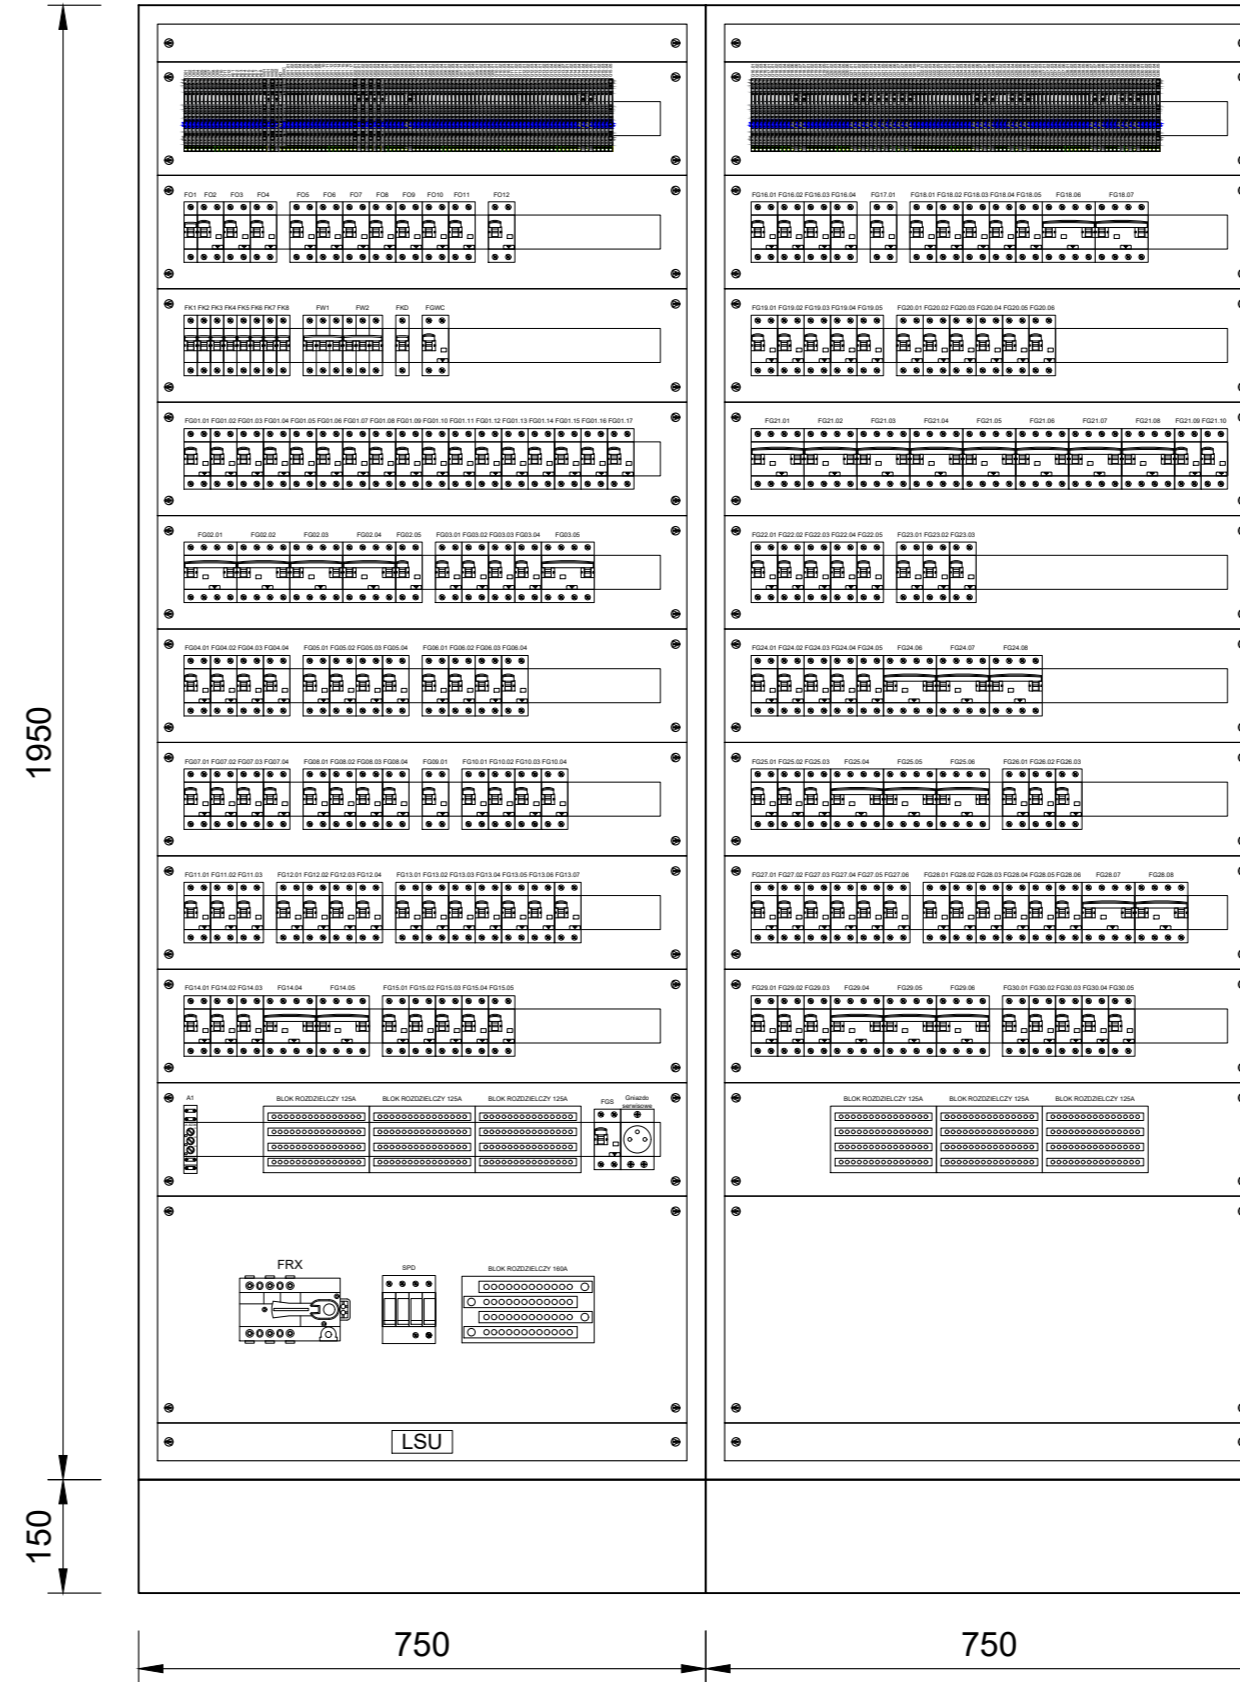 FO1 FO2 FO3 FO4 FO5 FO6 FO7 FO8 FO9 FO10 FO11 FO12
FK1 FK2 FK3 FK4 FK5 FK6 FK7 FK8 FW1 FW2 FKD FGWC
FG01.01 FG01.02 FG01.03 FG01.04 FG01.05 FG01.06 FG01.07 FG01.08 FG01.09 FG01.10 FG01.11 FG01.12 FG01.13 FG01.14 FG01.15 FG01.16 FG01.17
FG02.01 FG02.02 FG02.03 FG02.04 FG02.05 FG03.01 FG03.02 FG03.03 FG03.04 FG03.05
FG04.01 FG04.02 FG04.03 FG04.04 FG05.01 FG05.02 FG05.03 FG05.04 FG06.01 FG06.02 FG06.03 FG06.04
FG07.01 FG07.02 FG07.03 FG07.04 FG08.01 FG08.02 FG08.03 FG08.04 FG09.01 FG10.01 FG10.02 FG10.03 FG10.04
FG11.01 FG11.02 FG11.03 FG12.01 FG12.02 FG12.03 FG12.04 FG13.01 FG13.02 FG13.03 FG13.04 FG13.05 FG13.06 FG13.07
FG14.01 FG14.02 FG14.03 FG14.04 FG14.05 FG15.01 FG15.02 FG15.03 FG15.04 FG15.05
A1 BLOK ROZDZIELCZY 125A BLOK ROZDZIELCZY 125A BLOK ROZDZIELCZY 125A FGS Gniazdo
serwisowe
FRX SPD BLOK ROZDZIELCZY 160A
LSU
FG16.01 FG16.02 FG16.03 FG16.04 FG17.01 FG18.01 FG18.02 FG18.03 FG18.04 FG18.05 FG18.06 FG18.07
FG19.01 FG19.02 FG19.03 FG19.04 FG19.05 FG20.01 FG20.02 FG20.03 FG20.04 FG20.05 FG20.06
FG21.01 FG21.02 FG21.03 FG21.04 FG21.05 FG21.06 FG21.07 FG21.08 FG21.09 FG21.10
FG22.01 FG22.02 FG22.03 FG22.04 FG22.05 FG23.01 FG23.02 FG23.03
FG24.01 FG24.02 FG24.03 FG24.04 FG24.05 FG24.06 FG24.07 FG24.08
FG25.01 FG25.02 FG25.03 FG25.04 FG25.05 FG25.06 FG26.01 FG26.02 FG26.03
FG27.01 FG27.02 FG27.03 FG27.04 FG27.05 FG27.06 FG28.01 FG28.02 FG28.03 FG28.04 FG28.05 FG28.06 FG28.07 FG28.08
FG29.01 FG29.02 FG29.03 FG29.04 FG29.05 FG29.06 FG30.01 FG30.02 FG30.03 FG30.04 FG30.05
BLOK ROZDZIELCZY 125A BLOK ROZDZIELCZY 125A BLOK ROZDZIELCZY 125A
1950
150
750 750